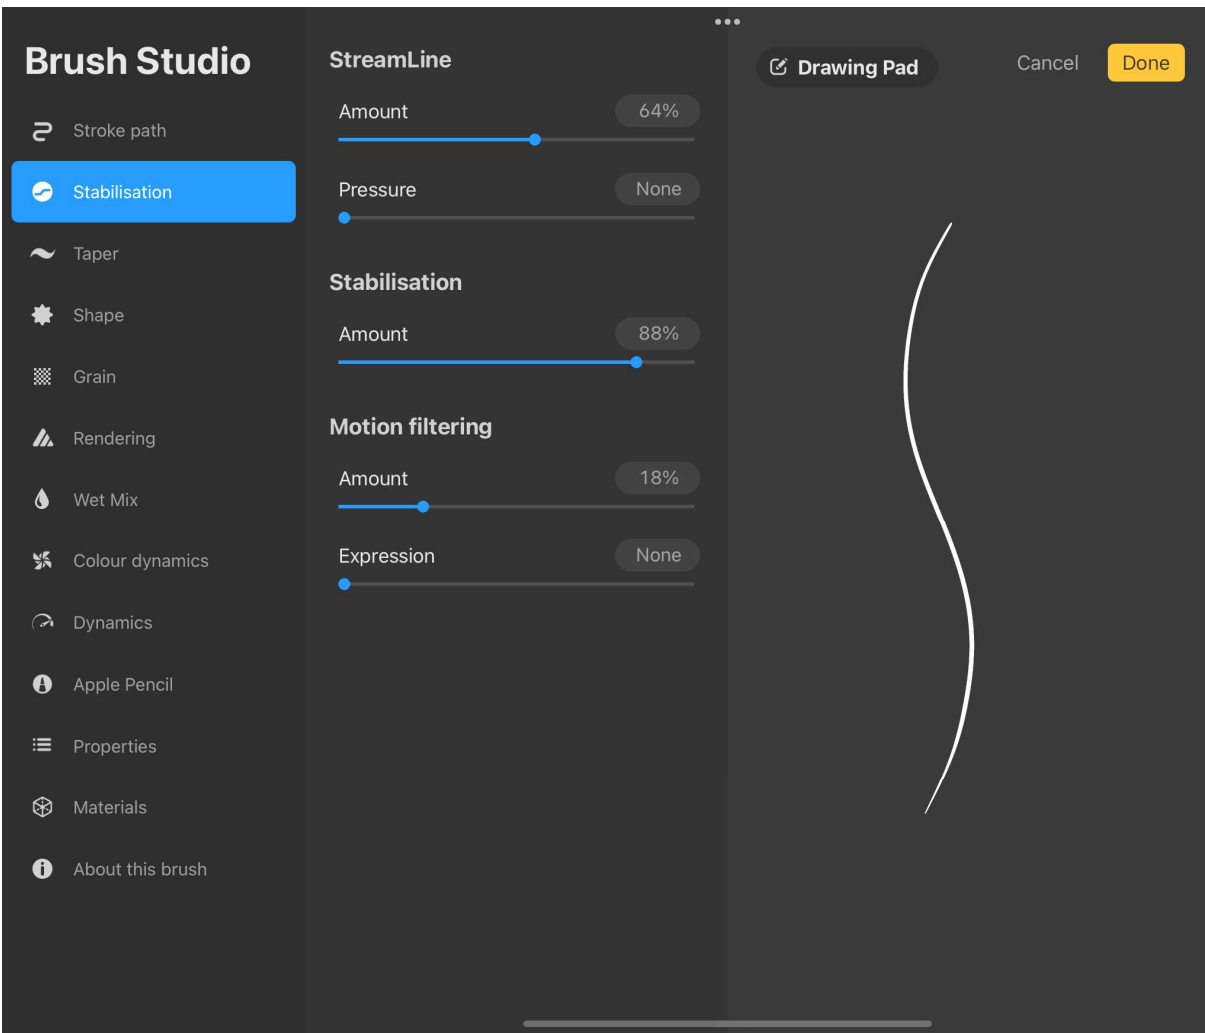 Brush Studio
Stroke path
Stabilisation
Taper
Shape
Grain
Rendering
Wet Mix
Colour dynamics
Dynamics
Apple Pencil
Properties
Materials
About this brush
StreamLine
Amount 64%
Pressure None
Stabilisation
Amount 88%
Motion filtering
Amount 18%
Expression None
Drawing Pad
Cancel
Done